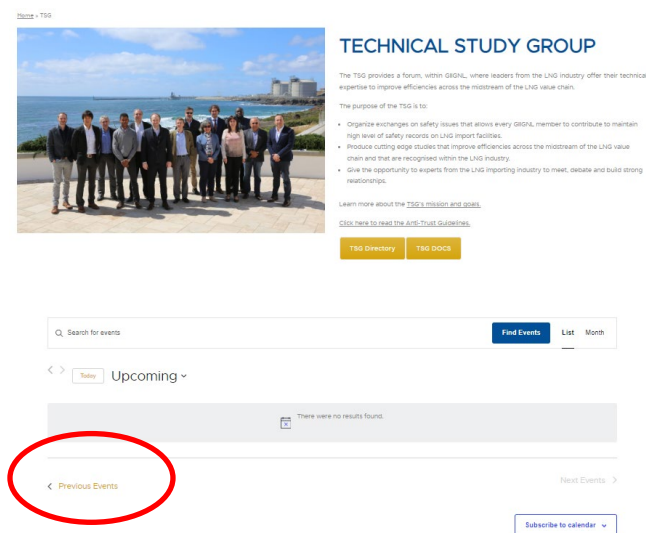 Home » TSG
TECHNICAL STUDY GROUP
The TSG provides a forum, within GIIGNL, where leaders from the LNG industry offer their technical
expertise to improve efficiencies across the midstream of the LNG value chain.
The purpose of the TSG is to:
• Organize exchanges on safety issues that allows every GIIGNL member to contribute to maintain
high level of safety records on LNG import facilities.
• Produce cutting edge studies that improve efficiencies across the midstream of the LNG value
chain and that are recognised within the LNG industry.
• Give the opportunity to experts from the LNG importing industry to meet, debate and build strong
relationships.
Learn more about the TSG's mission and goals.
Click here to read the Anti-Trust Guidelines.
TSG Directory TSG DOCS
Search for events Find Events List Month
Today Upcoming
There were no results found.
Previous Events Next Events
Subscribe to calendar